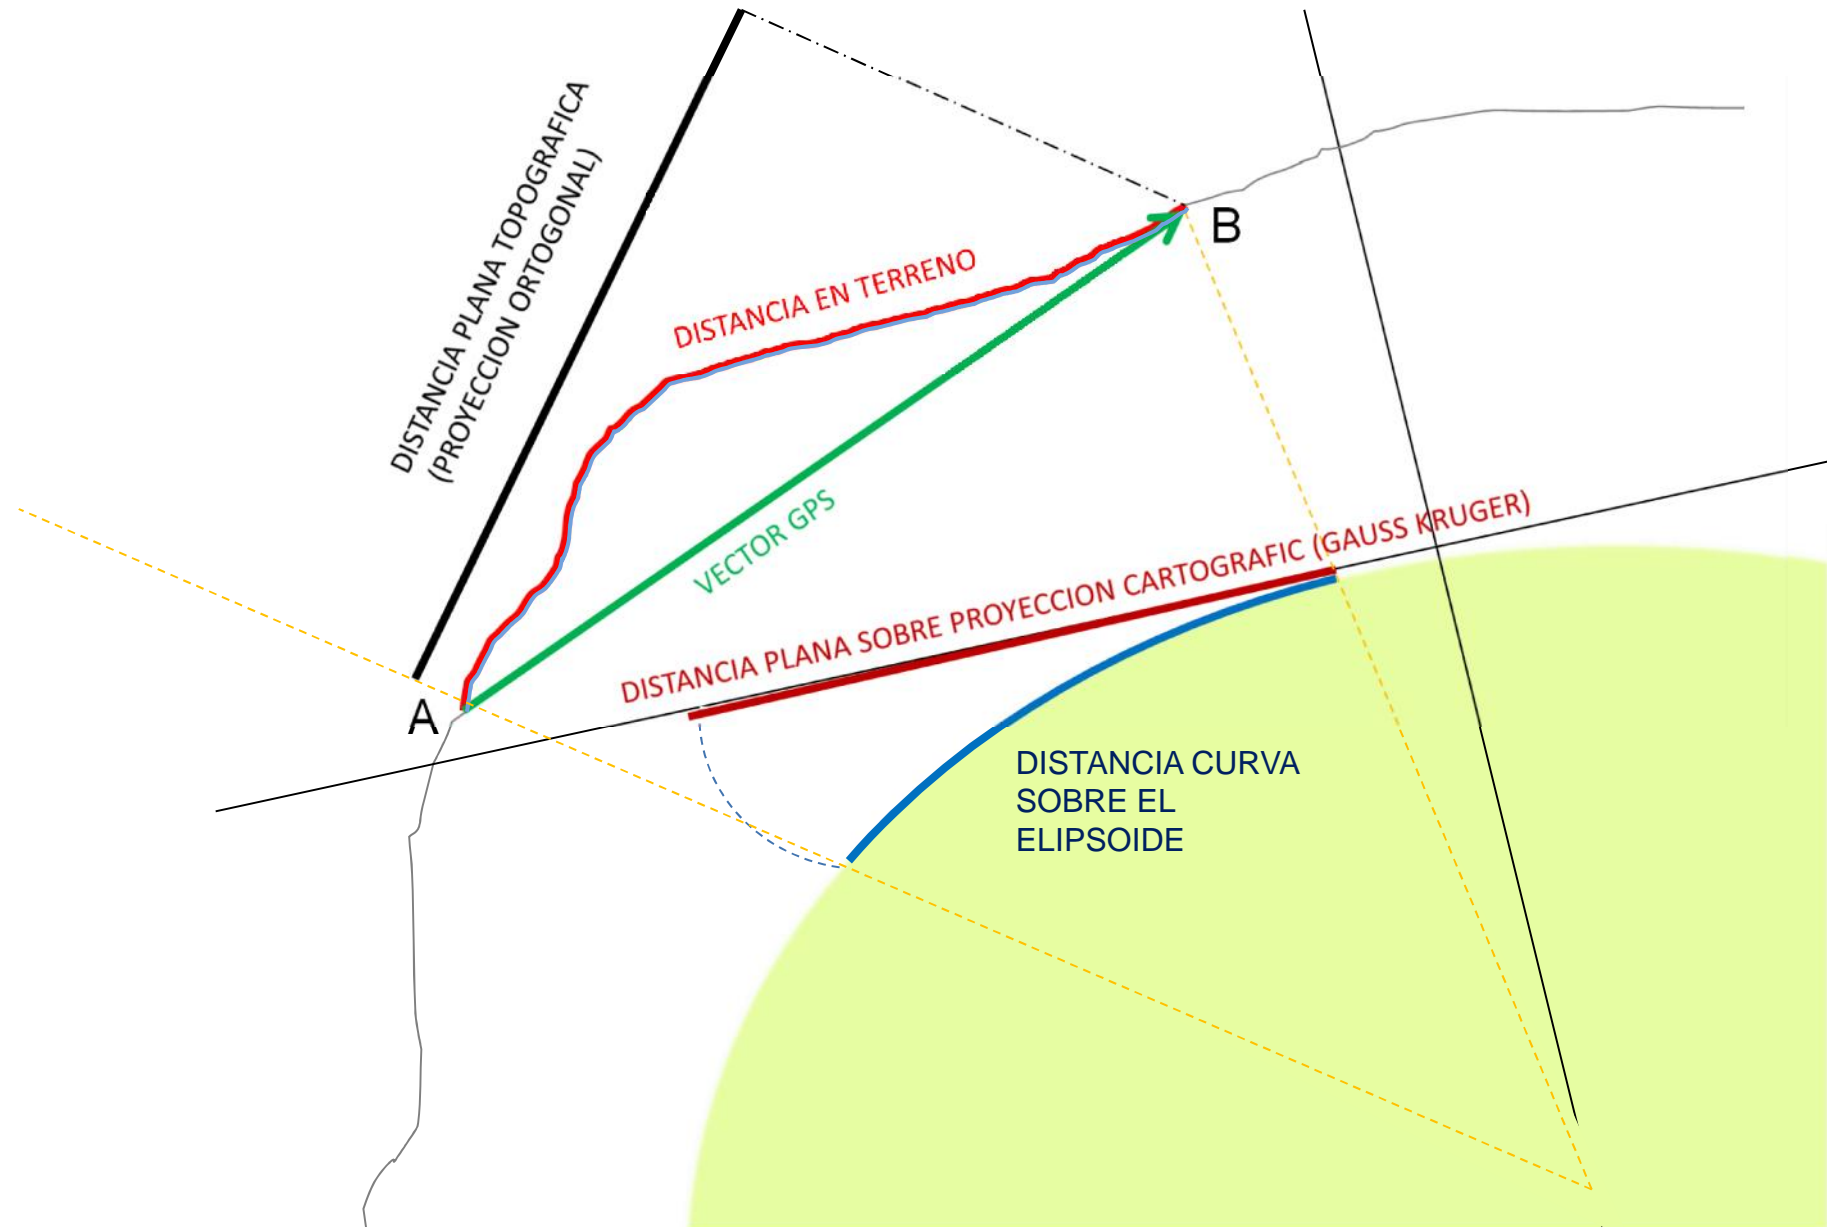 DISTANCIA PLANA TOPOGRAFICA
(PROYECCION ORTOGONAL)
DISTANCIA EN TERRENO
B
VECTOR GPS
DISTANCIA PLANA SOBRE PROYECCION CARTOGRAFIC (GAUSS KRUGER)
A
DISTANCIA CURVA
SOBRE EL
ELIPSOIDE